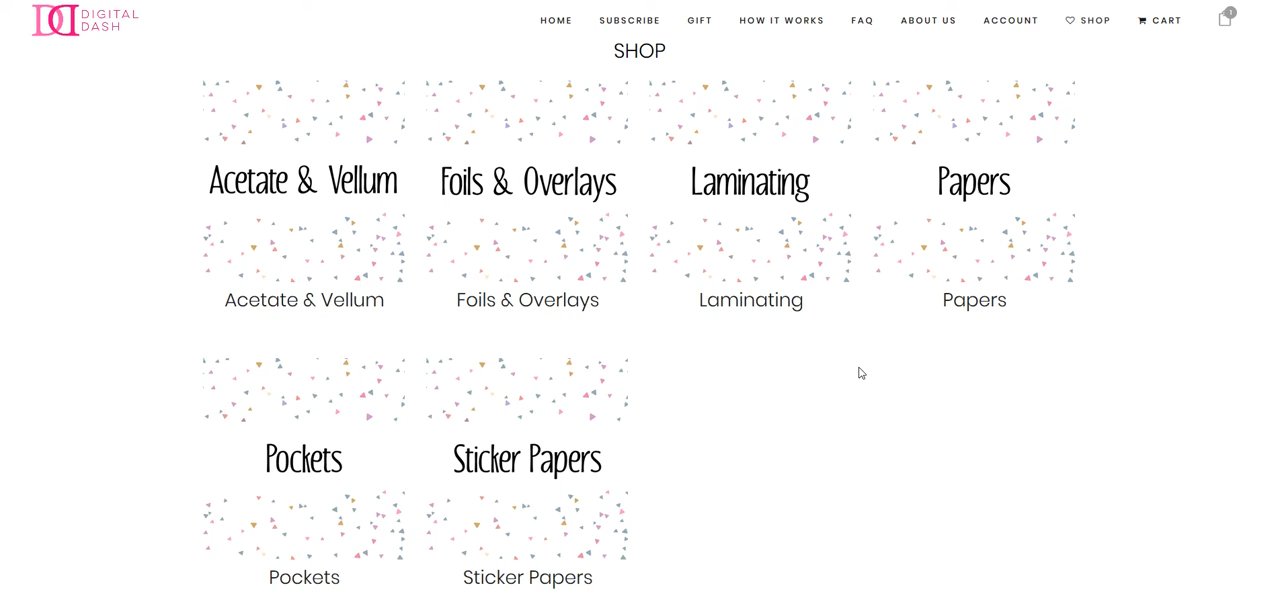 DIGITAL
DASH
HOME SUBSCRIBE GIFT HOW IT WORKS FAQ ABOUT US ACCOUNT SHOP CART 1
SHOP
Acetate & Vellum Foils & Overlays Laminating Papers
Acetate & Vellum Foils & Overlays Laminating Papers
Pockets Sticker Papers
Pockets Sticker Papers